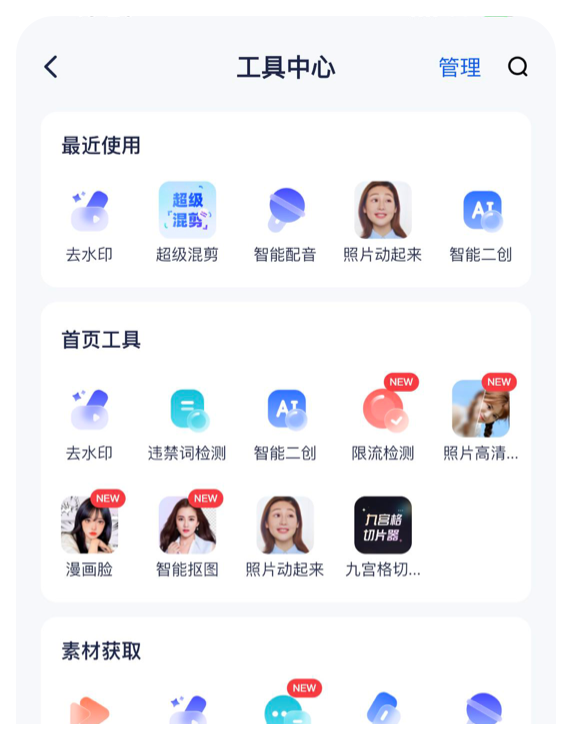 工具中心 管理
最近使用
超级
混剪
AI
去水印 超级混剪 智能配音 照片动起来 智能二创
首页工具
NEW NEW
AI
去水印 违禁词检测 智能二创 限流检测 照片高清...
NEW NEW
九宫格
切片器
漫画脸 智能抠图 照片动起来 九宫格切...
素材获取
NEW